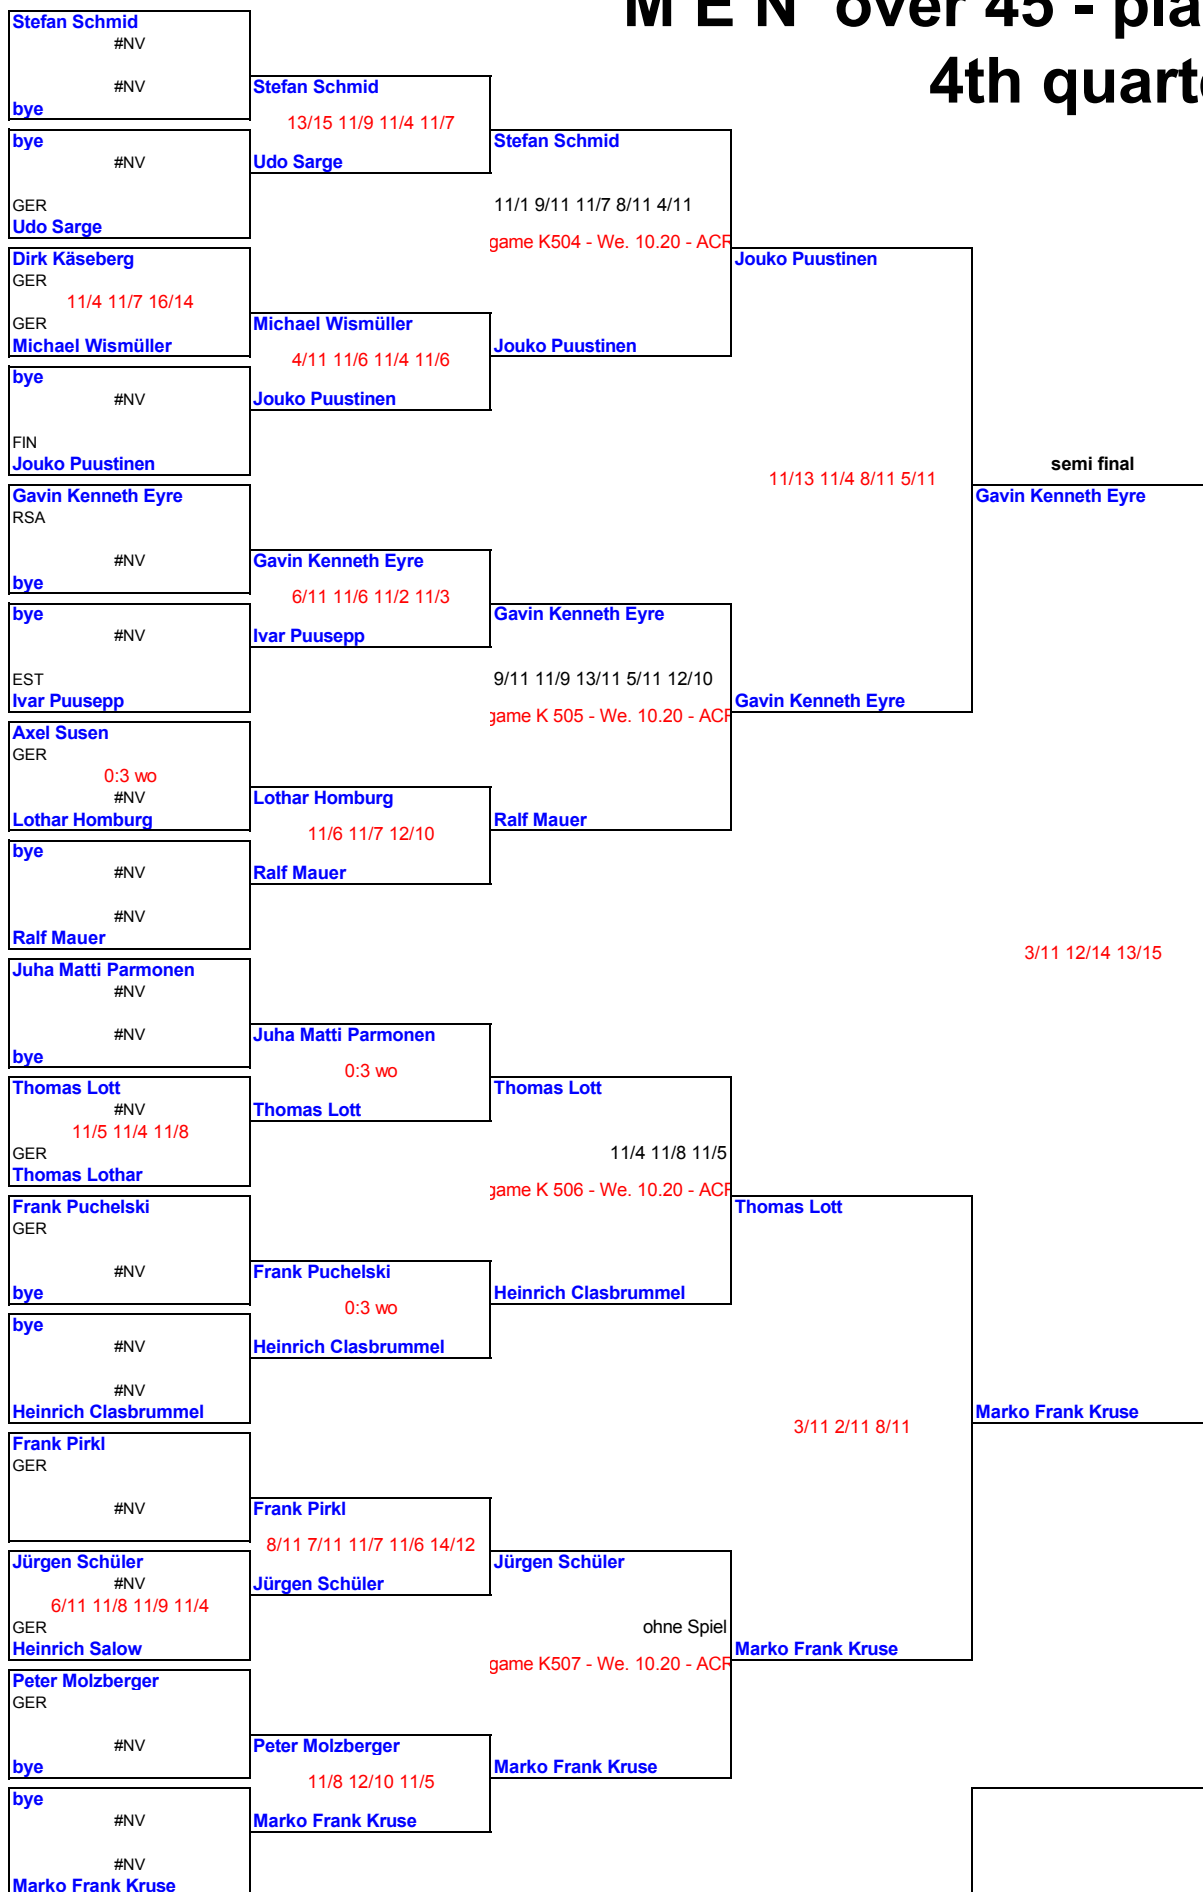 M E N over 45 - pla
4th quart
Stefan Schmid
#NV
#NV
bye
bye
#NV
GER
Udo Sarge
Dirk Käseberg
GER
11/4 11/7 16/14
GER
Michael Wismüller
bye
#NV
FIN
Jouko Puustinen
Gavin Kenneth Eyre
RSA
#NV
bye
bye
#NV
EST
Ivar Puusepp
Axel Susen
GER
0:3 wo
#NV
Lothar Homburg
bye
#NV
#NV
Ralf Mauer
Juha Matti Parmonen
#NV
#NV
bye
Thomas Lott
#NV
11/5 11/4 11/8
GER
Thomas Lothar
Frank Puchelski
GER
#NV
bye
bye
#NV
#NV
Heinrich Clasbrummel
Frank Pirkl
GER
#NV
Jürgen Schüler
#NV
6/11 11/8 11/9 11/4
GER
Heinrich Salow
Peter Molzberger
GER
#NV
bye
bye
#NV
#NV
Marko Frank Kruse
Stefan Schmid
13/15 11/9 11/4 11/7
Udo Sarge
Michael Wismüller
4/11 11/6 11/4 11/6
Jouko Puustinen
Gavin Kenneth Eyre
6/11 11/6 11/2 11/3
Ivar Puusepp
Lothar Homburg
11/6 11/7 12/10
Ralf Mauer
Juha Matti Parmonen
0:3 wo
Thomas Lott
Frank Puchelski
0:3 wo
Heinrich Clasbrummel
Frank Pirkl
8/11 7/11 11/7 11/6 14/12
Jürgen Schüler
Peter Molzberger
11/8 12/10 11/5
Marko Frank Kruse
Stefan Schmid
11/1 9/11 11/7 8/11 4/11
game K504 - We. 10.20 - ACR
Jouko Puustinen
Gavin Kenneth Eyre
9/11 11/9 13/11 5/11 12/10
game K 505 - We. 10.20 - ACR
Ralf Mauer
Thomas Lott
11/4 11/8 11/5
game K 506 - We. 10.20 - ACR
Heinrich Clasbrummel
Jürgen Schüler
ohne Spiel
game K507 - We. 10.20 - ACR
Marko Frank Kruse
Jouko Puustinen
11/13 11/4 8/11 5/11
Gavin Kenneth Eyre
Thomas Lott
3/11 2/11 8/11
Marko Frank Kruse
semi final
Gavin Kenneth Eyre
3/11 12/14 13/15
Marko Frank Kruse